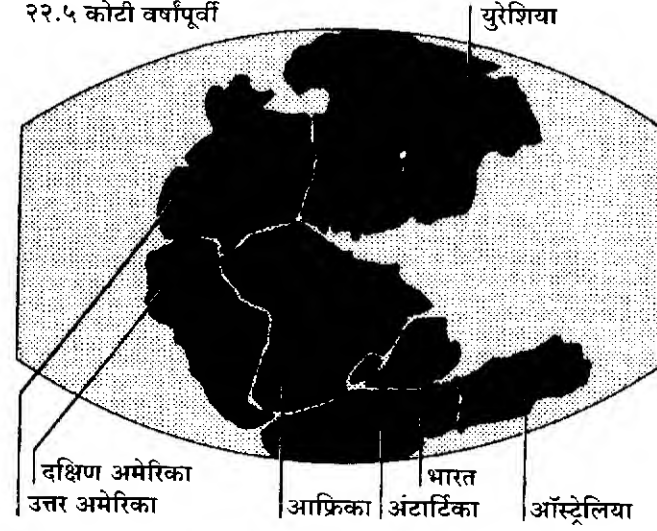 २२.५ कोटी वर्षांपूर्वी
युरेशिया
दक्षिण अमेरिका
उत्तर अमेरिका
आफ्रिका
अंटार्टिका
भारत
ऑस्ट्रेलिया